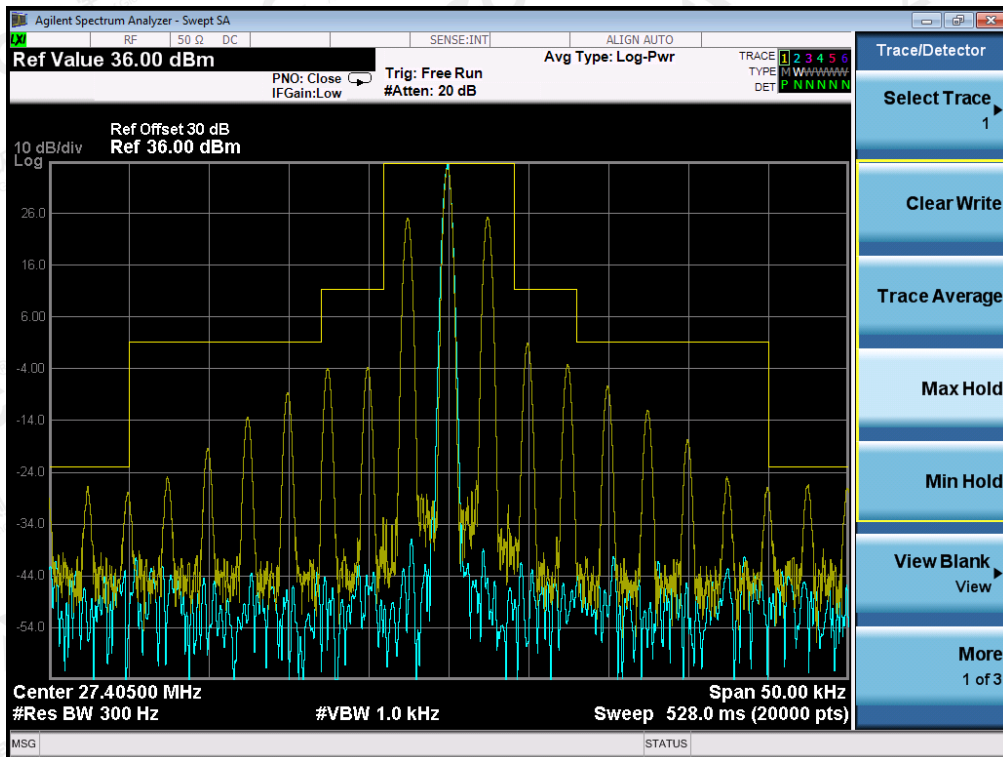 Agilent Spectrum Analyzer - Swept SA
LXI RF 50 Ω DC SENSE:INT ALIGN AUTO
Ref Value 36.00 dBm
PNO: Close
IFGain:Low
Trig: Free Run
#Atten: 20 dB
Avg Type: Log-Pwr
TRACE 1 2 3 4 5 6
TYPE M W W W W W
DET P N N N N N
Ref Offset 30 dB
10 dB/div Ref 36.00 dBm
Log
26.0
16.0
6.00
-4.00
-14.0
-24.0
-34.0
-44.0
-54.0
Center 27.40500 MHz Span 50.00 kHz
#Res BW 300 Hz #VBW 1.0 kHz Sweep 528.0 ms (20000 pts)
MSG STATUS
Trace/Detector
Select Trace
1
Clear Write
Trace Average
Max Hold
Min Hold
View Blank
View
More
1 of 3